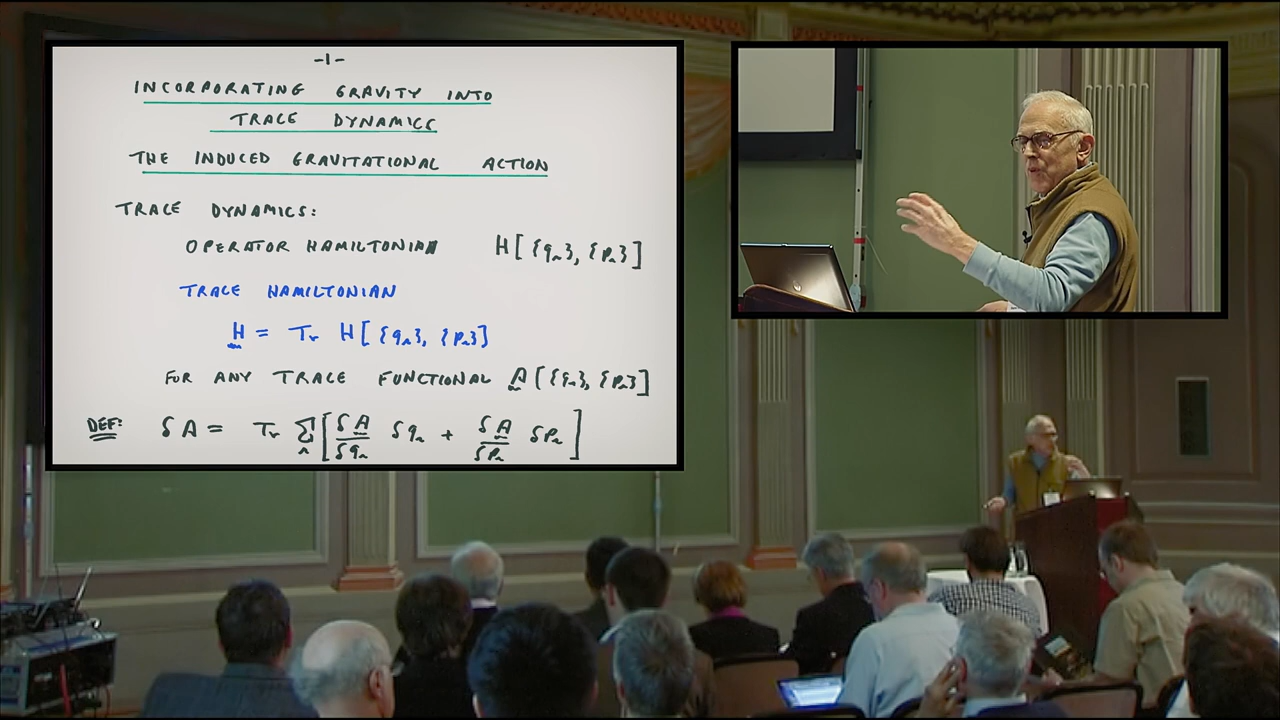 -1-
INCORPORATING GRAVITY INTO
TRACE DYNAMICS
THE INDUCED GRAVITATIONAL ACTION
TRACE DYNAMICS:
OPERATOR HAMILTONIAN H[{qᵣ}, {pᵣ}]
TRACE HAMILTONIAN
H = Tr H[{qᵣ}, {pᵣ}]
FOR ANY TRACE FUNCTIONAL A[{qᵣ}, {pᵣ}]
DEF: δA = Tr Σᵣ [δA/δqᵣ δqᵣ + δA/δpᵣ δpᵣ]